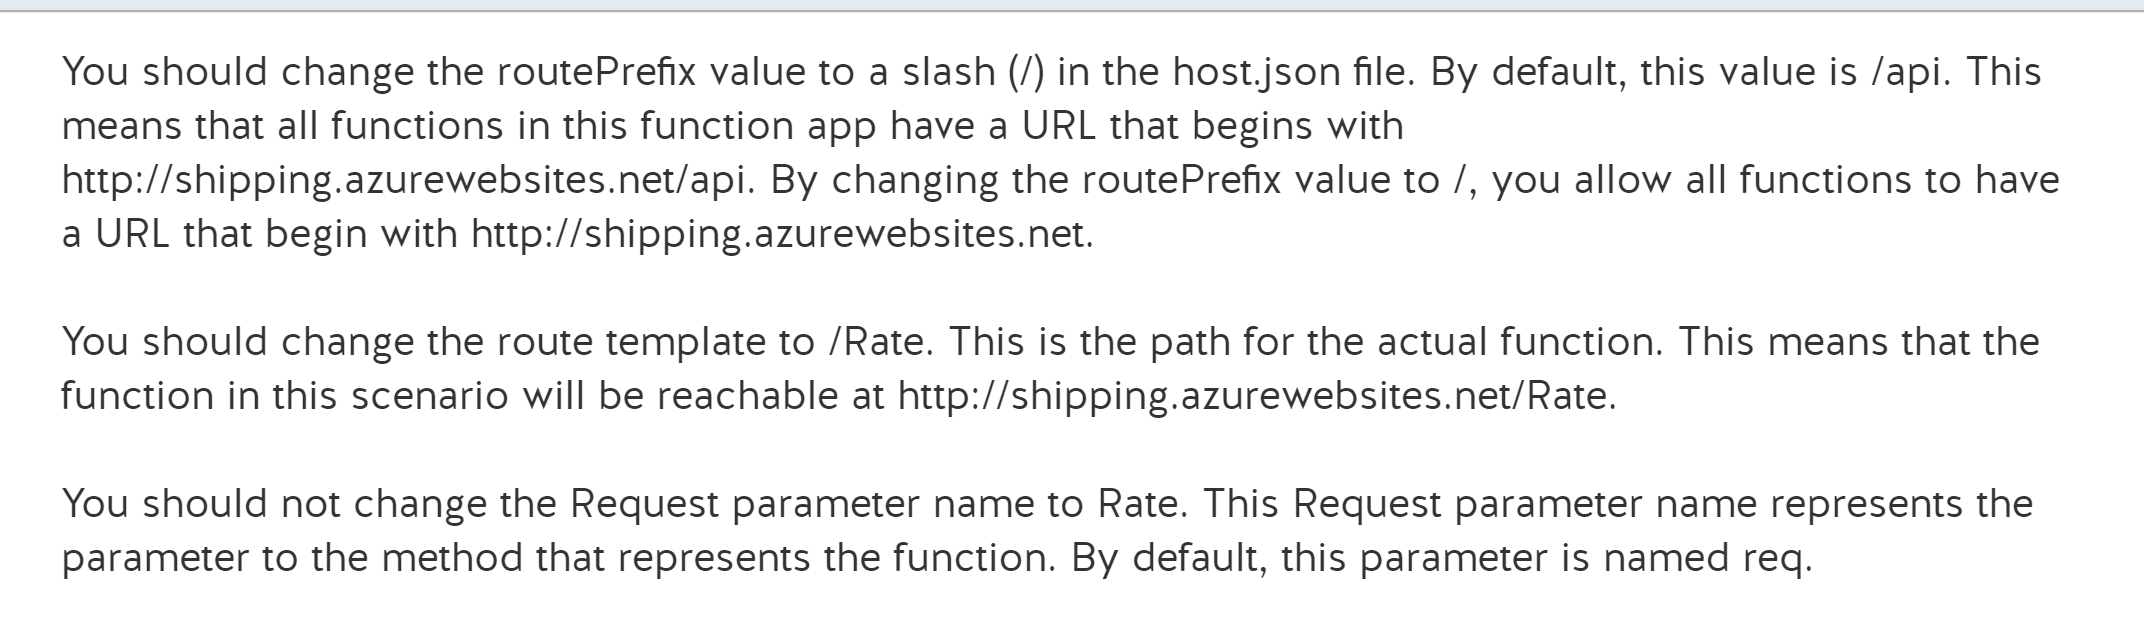 You should change the routePrefix value to a slash (/) in the host.json file. By default, this value is /api. This
means that all functions in this function app have a URL that begins with
http://shipping.azurewebsites.net/api. By changing the routePrefix value to /, you allow all functions to have
a URL that begin with http://shipping.azurewebsites.net.
You should change the route template to /Rate. This is the path for the actual function. This means that the
function in this scenario will be reachable at http://shipping.azurewebsites.net/Rate.
You should not change the Request parameter name to Rate. This Request parameter name represents the
parameter to the method that represents the function. By default, this parameter is named req.